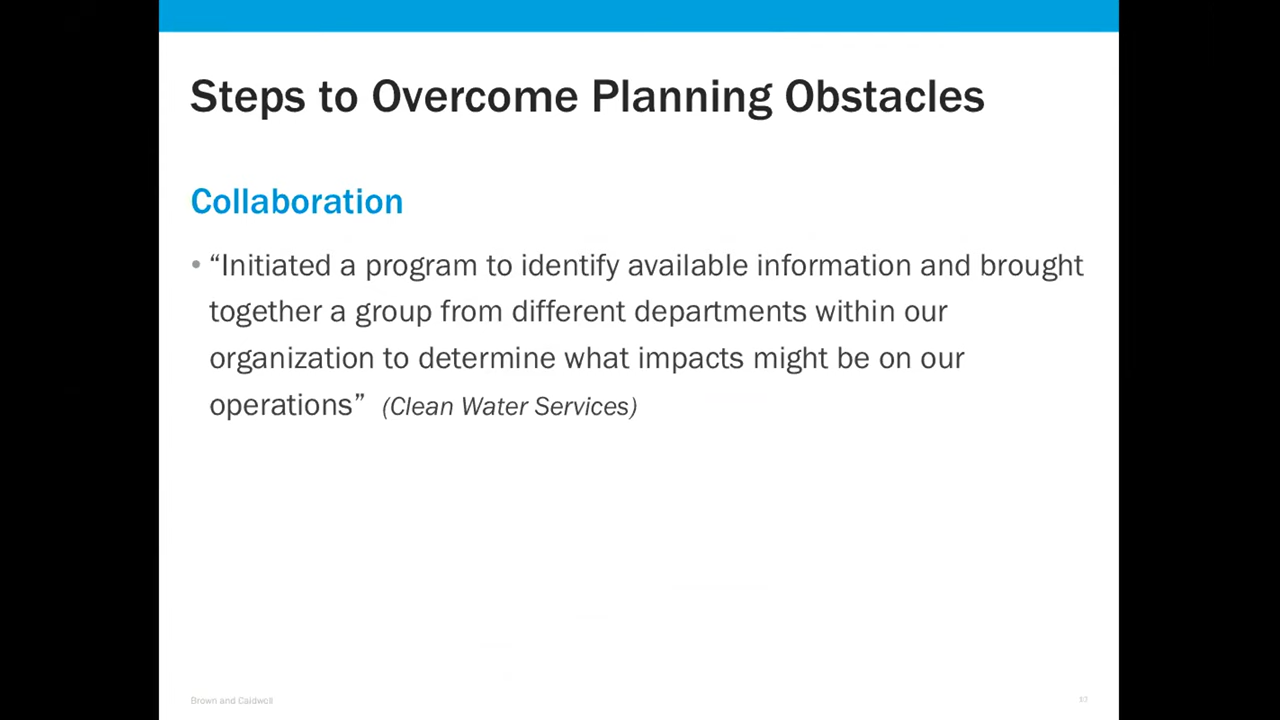 Steps to Overcome Planning Obstacles
Collaboration
• “Initiated a program to identify available information and brought
together a group from different departments within our
organization to determine what impacts might be on our
operations” (Clean Water Services)
Brown and Caldwell